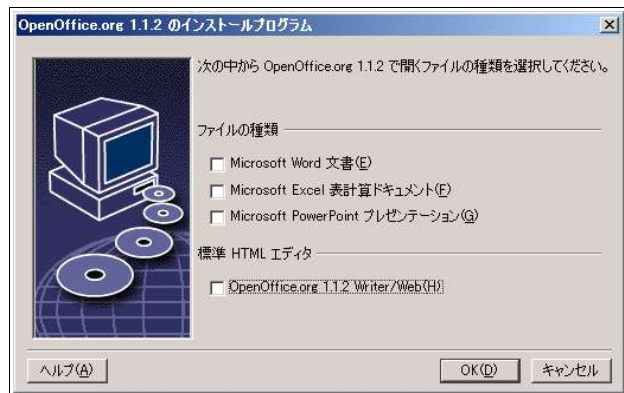 OpenOffice.org 1.1.2 のインストールプログラム
次の中から OpenOffice.org 1.1.2 で開くファイルの種類を選択してください。
ファイルの種類
Microsoft Word 文書(E)
Microsoft Excel 表計算ドキュメント(F)
Microsoft PowerPoint プレゼンテーション(G)
標準 HTML エディタ
OpenOffice.org 1.1.2 Writer/Web(H)
ヘルプ(A)
OK(D)
キャンセル